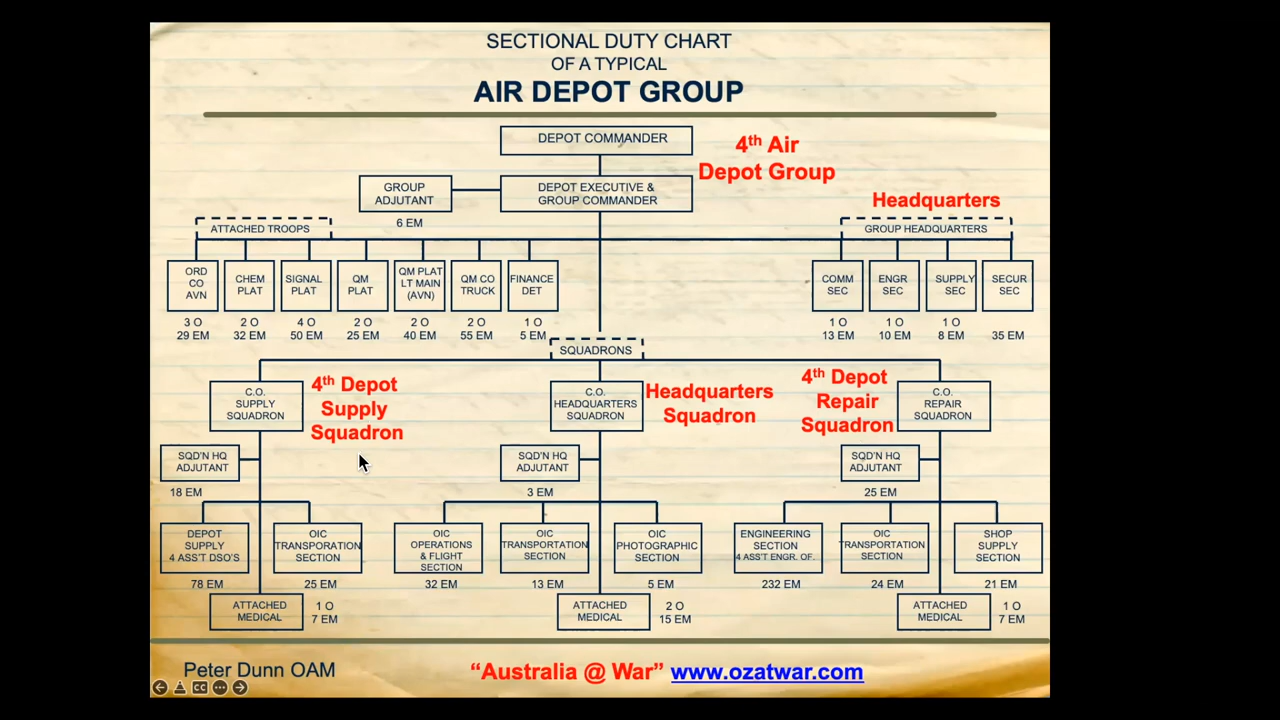 SECTIONAL DUTY CHART
OF A TYPICAL
AIR DEPOT GROUP
DEPOT COMMANDER
4th Air
Depot Group
GROUP
ADJUTANT
6 EM
DEPOT EXECUTIVE &
GROUP COMMANDER
Headquarters
ATTACHED TROOPS
GROUP HEADQUARTERS
ORD
CO
AVN
3 O
29 EM
CHEM
PLAT
2 O
32 EM
SIGNAL
PLAT
4 O
50 EM
QM
PLAT
2 O
25 EM
QM PLAT
LT MAIN
(AVN)
2 O
40 EM
QM CO
TRUCK
2 O
55 EM
FINANCE
DET
1 O
5 EM
COMM
SEC
1 O
13 EM
ENGR
SEC
1 O
10 EM
SUPPLY
SEC
1 O
8 EM
SECUR
SEC
35 EM
SQUADRONS
C.O.
SUPPLY
SQUADRON
4th Depot
Supply
Squadron
C.O.
HEADQUARTERS
SQUADRON
Headquarters
Squadron
4th Depot
Repair
Squadron
C.O.
REPAIR
SQUADRON
SQD'N HQ
ADJUTANT
18 EM
SQD'N HQ
ADJUTANT
3 EM
SQD'N HQ
ADJUTANT
25 EM
DEPOT
SUPPLY
4 ASS'T DSO'S
78 EM
OIC
TRANSPORATION
SECTION
25 EM
OIC
OPERATIONS
& FLIGHT
SECTION
32 EM
OIC
TRANSPORTATION
SECTION
13 EM
OIC
PHOTOGRAPHIC
SECTION
5 EM
ENGINEERING
SECTION
4 ASS'T ENGR. OF.
232 EM
OIC
TRANSPORTATION
SECTION
24 EM
SHOP
SUPPLY
SECTION
21 EM
ATTACHED
MEDICAL
1 O
7 EM
ATTACHED
MEDICAL
2 O
15 EM
ATTACHED
MEDICAL
1 O
7 EM
Peter Dunn OAM
“Australia @ War” www.ozatwar.com
CC